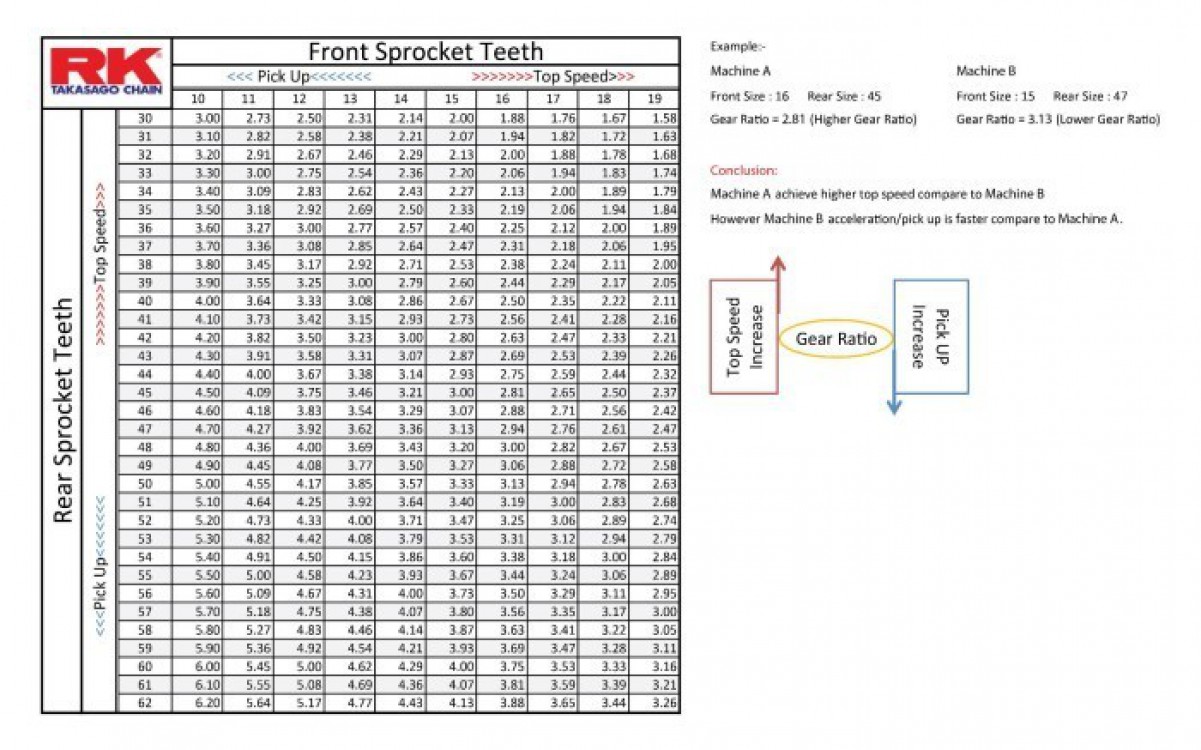 RK
TAKASAGO CHAIN
Front Sprocket Teeth
<<< Pick Up<<<<<<< >>>>>>>Top Speed>>>
10 11 12 13 14 15 16 17 18 19
Rear Sprocket Teeth
<<<Pick Up<<<<<<< >>>>>>>Top Speed>>>
30 3.00 2.73 2.50 2.31 2.14 2.00 1.88 1.76 1.67 1.58
31 3.10 2.82 2.58 2.38 2.21 2.07 1.94 1.82 1.72 1.63
32 3.20 2.91 2.67 2.46 2.29 2.13 2.00 1.88 1.78 1.68
33 3.30 3.00 2.75 2.54 2.36 2.20 2.06 1.94 1.83 1.74
34 3.40 3.09 2.83 2.62 2.43 2.27 2.13 2.00 1.89 1.79
35 3.50 3.18 2.92 2.69 2.50 2.33 2.19 2.06 1.94 1.84
36 3.60 3.27 3.00 2.77 2.57 2.40 2.25 2.12 2.00 1.89
37 3.70 3.36 3.08 2.85 2.64 2.47 2.31 2.18 2.06 1.95
38 3.80 3.45 3.17 2.92 2.71 2.53 2.38 2.24 2.11 2.00
39 3.90 3.55 3.25 3.00 2.79 2.60 2.44 2.29 2.17 2.05
40 4.00 3.64 3.33 3.08 2.86 2.67 2.50 2.35 2.22 2.11
41 4.10 3.73 3.42 3.15 2.93 2.73 2.56 2.41 2.28 2.16
42 4.20 3.82 3.50 3.23 3.00 2.80 2.63 2.47 2.33 2.21
43 4.30 3.91 3.58 3.31 3.07 2.87 2.69 2.53 2.39 2.26
44 4.40 4.00 3.67 3.38 3.14 2.93 2.75 2.59 2.44 2.32
45 4.50 4.09 3.75 3.46 3.21 3.00 2.81 2.65 2.50 2.37
46 4.60 4.18 3.83 3.54 3.29 3.07 2.88 2.71 2.56 2.42
47 4.70 4.27 3.92 3.62 3.36 3.13 2.94 2.76 2.61 2.47
48 4.80 4.36 4.00 3.69 3.43 3.20 3.00 2.82 2.67 2.53
49 4.90 4.45 4.08 3.77 3.50 3.27 3.06 2.88 2.72 2.58
50 5.00 4.55 4.17 3.85 3.57 3.33 3.13 2.94 2.78 2.63
51 5.10 4.64 4.25 3.92 3.64 3.40 3.19 3.00 2.83 2.68
52 5.20 4.73 4.33 4.00 3.71 3.47 3.25 3.06 2.89 2.74
53 5.30 4.82 4.42 4.08 3.79 3.53 3.31 3.12 2.94 2.79
54 5.40 4.91 4.50 4.15 3.86 3.60 3.38 3.18 3.00 2.84
55 5.50 5.00 4.58 4.23 3.93 3.67 3.44 3.24 3.06 2.89
56 5.60 5.09 4.67 4.31 4.00 3.73 3.50 3.29 3.11 2.95
57 5.70 5.18 4.75 4.38 4.07 3.80 3.56 3.35 3.17 3.00
58 5.80 5.27 4.83 4.46 4.14 3.87 3.63 3.41 3.22 3.05
59 5.90 5.36 4.92 4.54 4.21 3.93 3.69 3.47 3.28 3.11
60 6.00 5.45 5.00 4.62 4.29 4.00 3.75 3.53 3.33 3.16
61 6.10 5.55 5.08 4.69 4.36 4.07 3.81 3.59 3.39 3.21
62 6.20 5.64 5.17 4.77 4.43 4.13 3.88 3.65 3.44 3.26
Example:-
Machine A
Front Size : 16 Rear Size : 45
Gear Ratio = 2.81 (Higher Gear Ratio)
Machine B
Front Size : 15 Rear Size : 47
Gear Ratio = 3.13 (Lower Gear Ratio)
Conclusion:
Machine A achieve higher top speed compare to Machine B
However Machine B acceleration/pick up is faster compare to Machine A.
Top Speed
Increase
Gear Ratio
Pick UP
Increase